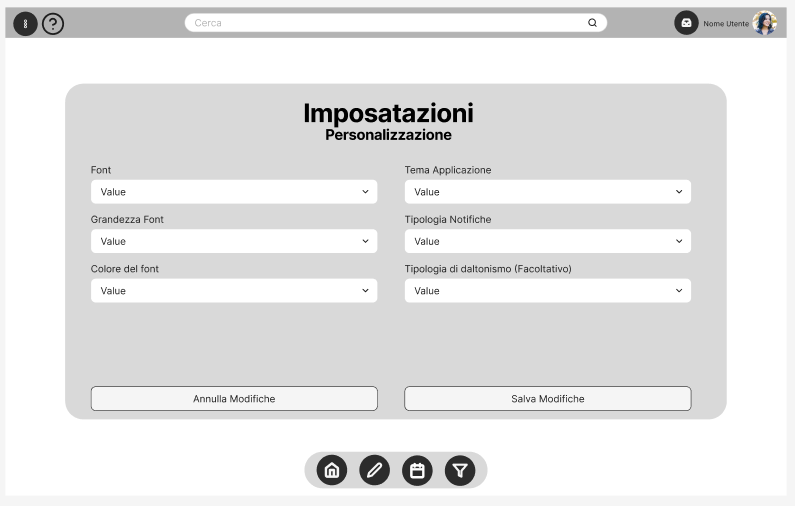 Cerca
Nome Utente
Imposatazioni
Personalizzazione
Font
Tema Applicazione
Value
Value
Grandezza Font
Tipologia Notifiche
Value
Value
Colore del font
Tipologia di daltonismo (Facoltativo)
Value
Value
Annulla Modifiche
Salva Modifiche